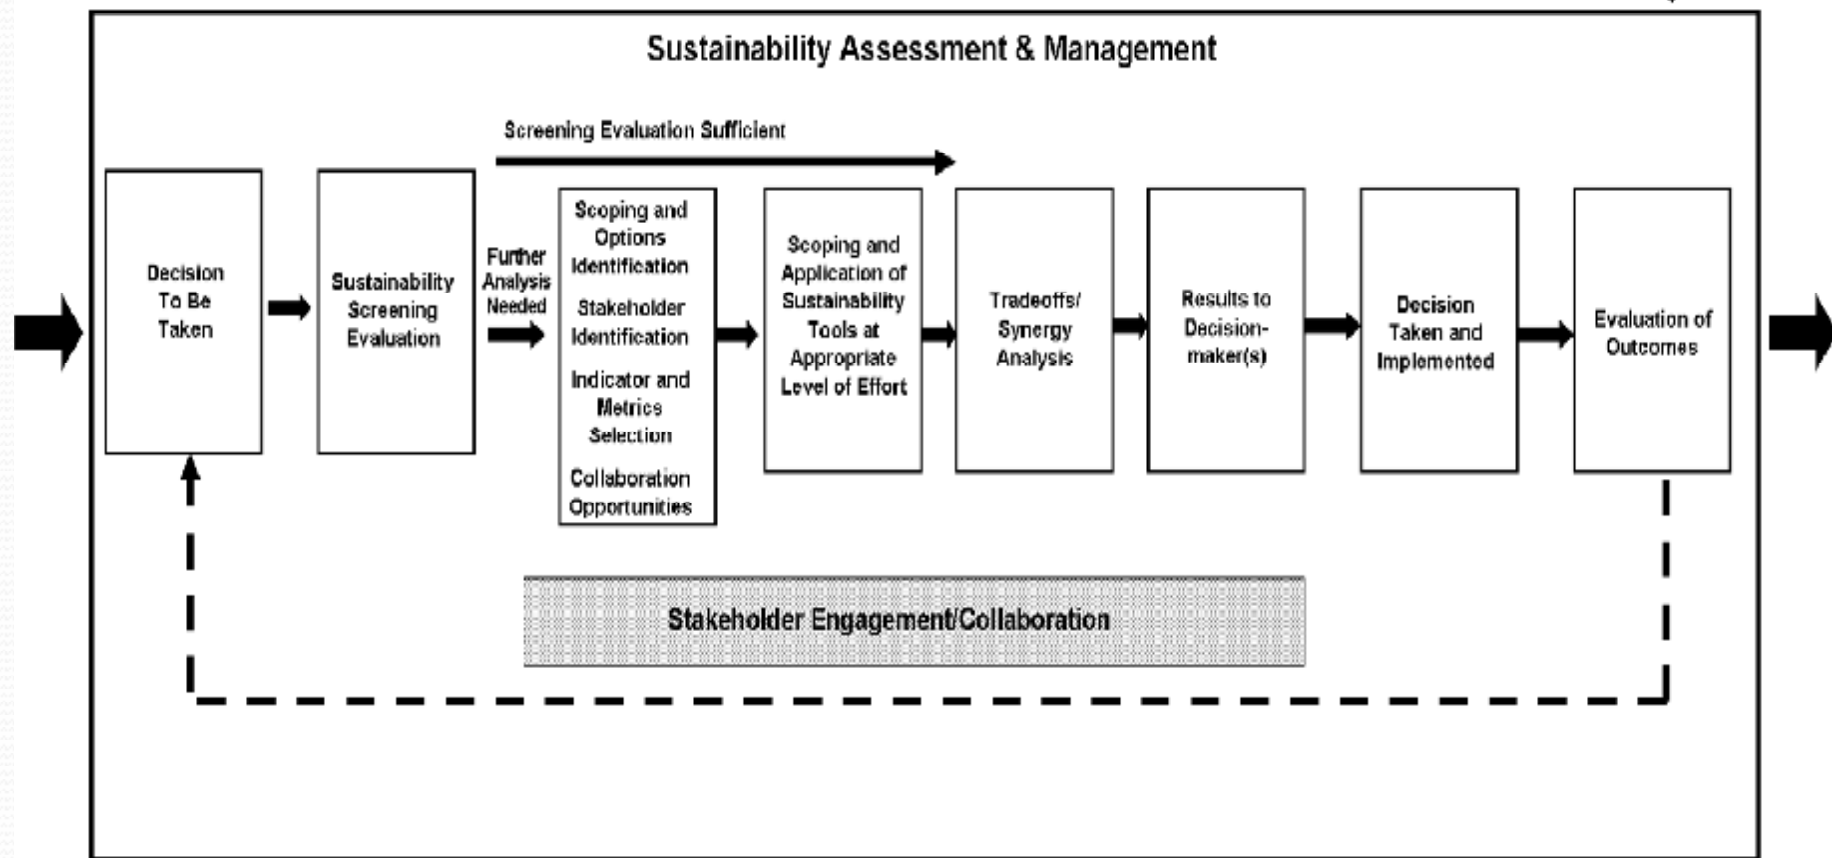 Sustainability Assessment & Management
Screening Evaluation Sufficient
Decision
To Be
Taken
Sustainability
Screening
Evaluation
Further
Analysis
Needed
Scoping and
Options
Identification
Stakeholder
Identification
Indicator and
Metrics
Selection
Collaboration
Opportunities
Scoping and
Application of
Sustainability
Tools at
Appropriate
Level of Effort
Tradeoffs/
Synergy
Analysis
Results to
Decision-
maker(s)
Decision
Taken and
Implemented
Evaluation of
Outcomes
Stakeholder Engagement/Collaboration